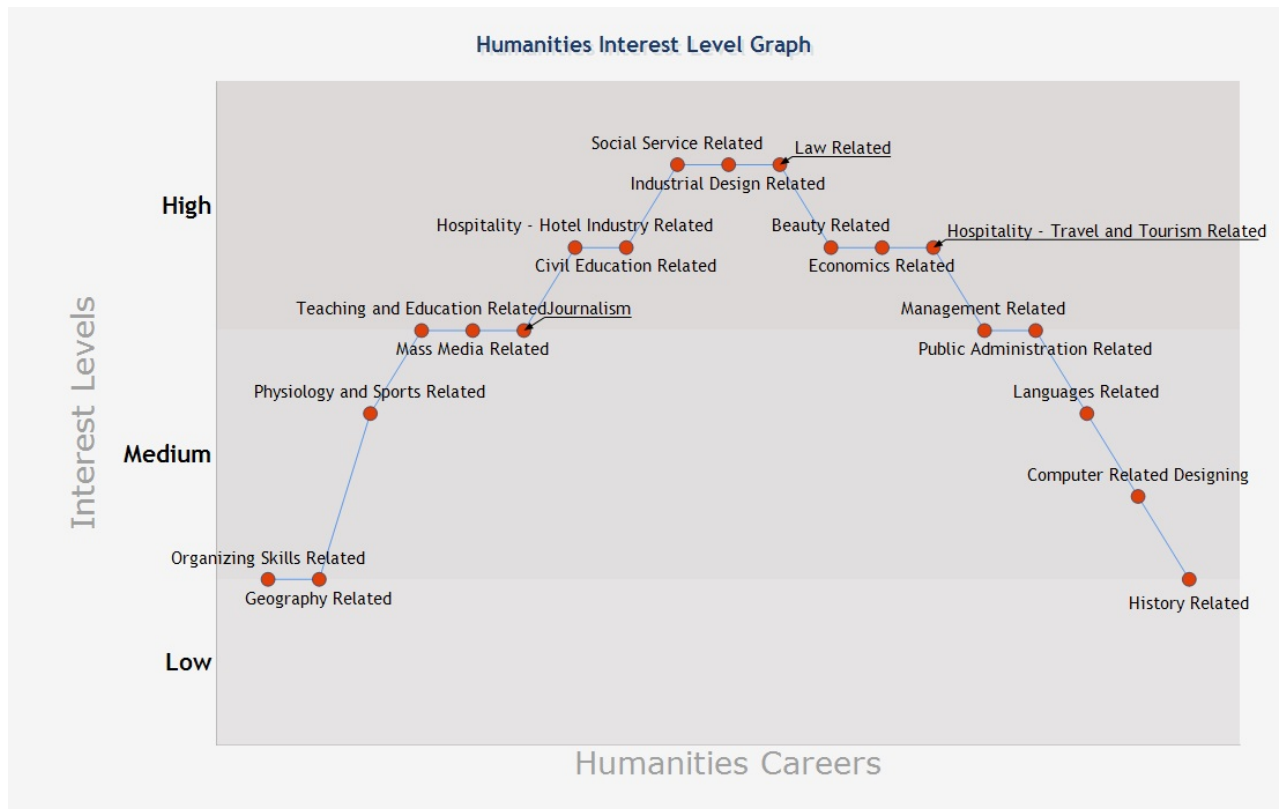 Humanities Interest Level Graph
Social Service Related
Law Related
Industrial Design Related
High
Hospitality - Hotel Industry Related
Beauty Related
Hospitality - Travel and Tourism Related
Civil Education Related
Economics Related
Teaching and Education Related
Journalism
Management Related
Mass Media Related
Public Administration Related
Physiology and Sports Related
Languages Related
Interest Levels
Medium
Computer Related Designing
Organizing Skills Related
Geography Related
History Related
Low
Humanities Careers